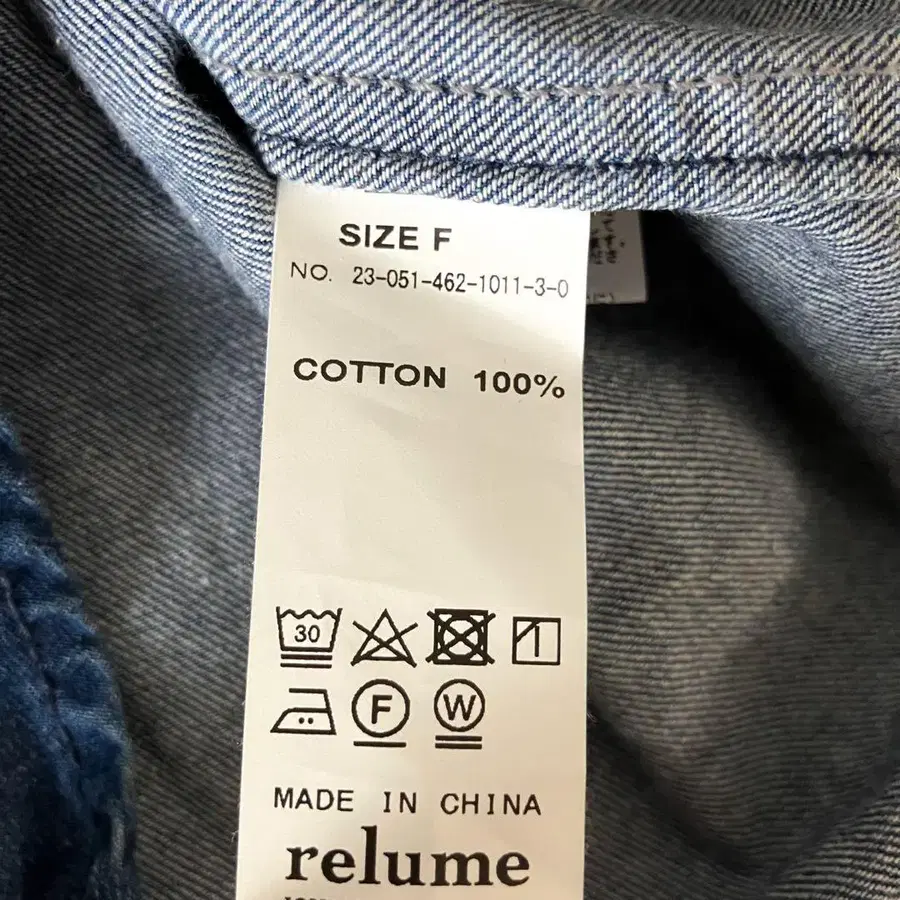 SIZE F
NO. 23-051-462-1011-3-0
COTTON 100%
30
F W
MADE IN CHINA
relume